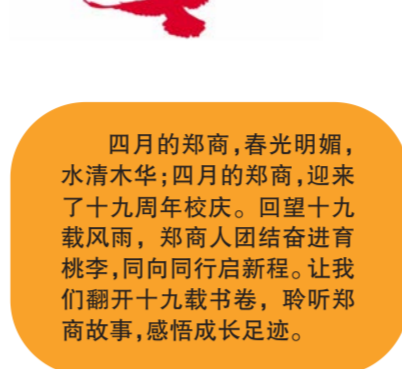 四月的郑商,春光明媚,
水清木华;四月的郑商,迎来
了十九周年校庆。回望十九
载风雨，郑商人团结奋进育
桃李,同向同行启新程。让我
们翻开十九载书卷，聆听郑
商故事,感悟成长足迹。